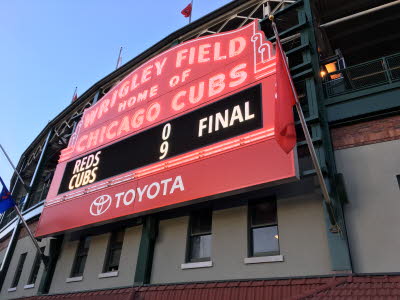 WRIGLEY FIELD
HOME OF
CHICAGO CUBS
REDS 0 FINAL
CUBS 9
TOYOTA